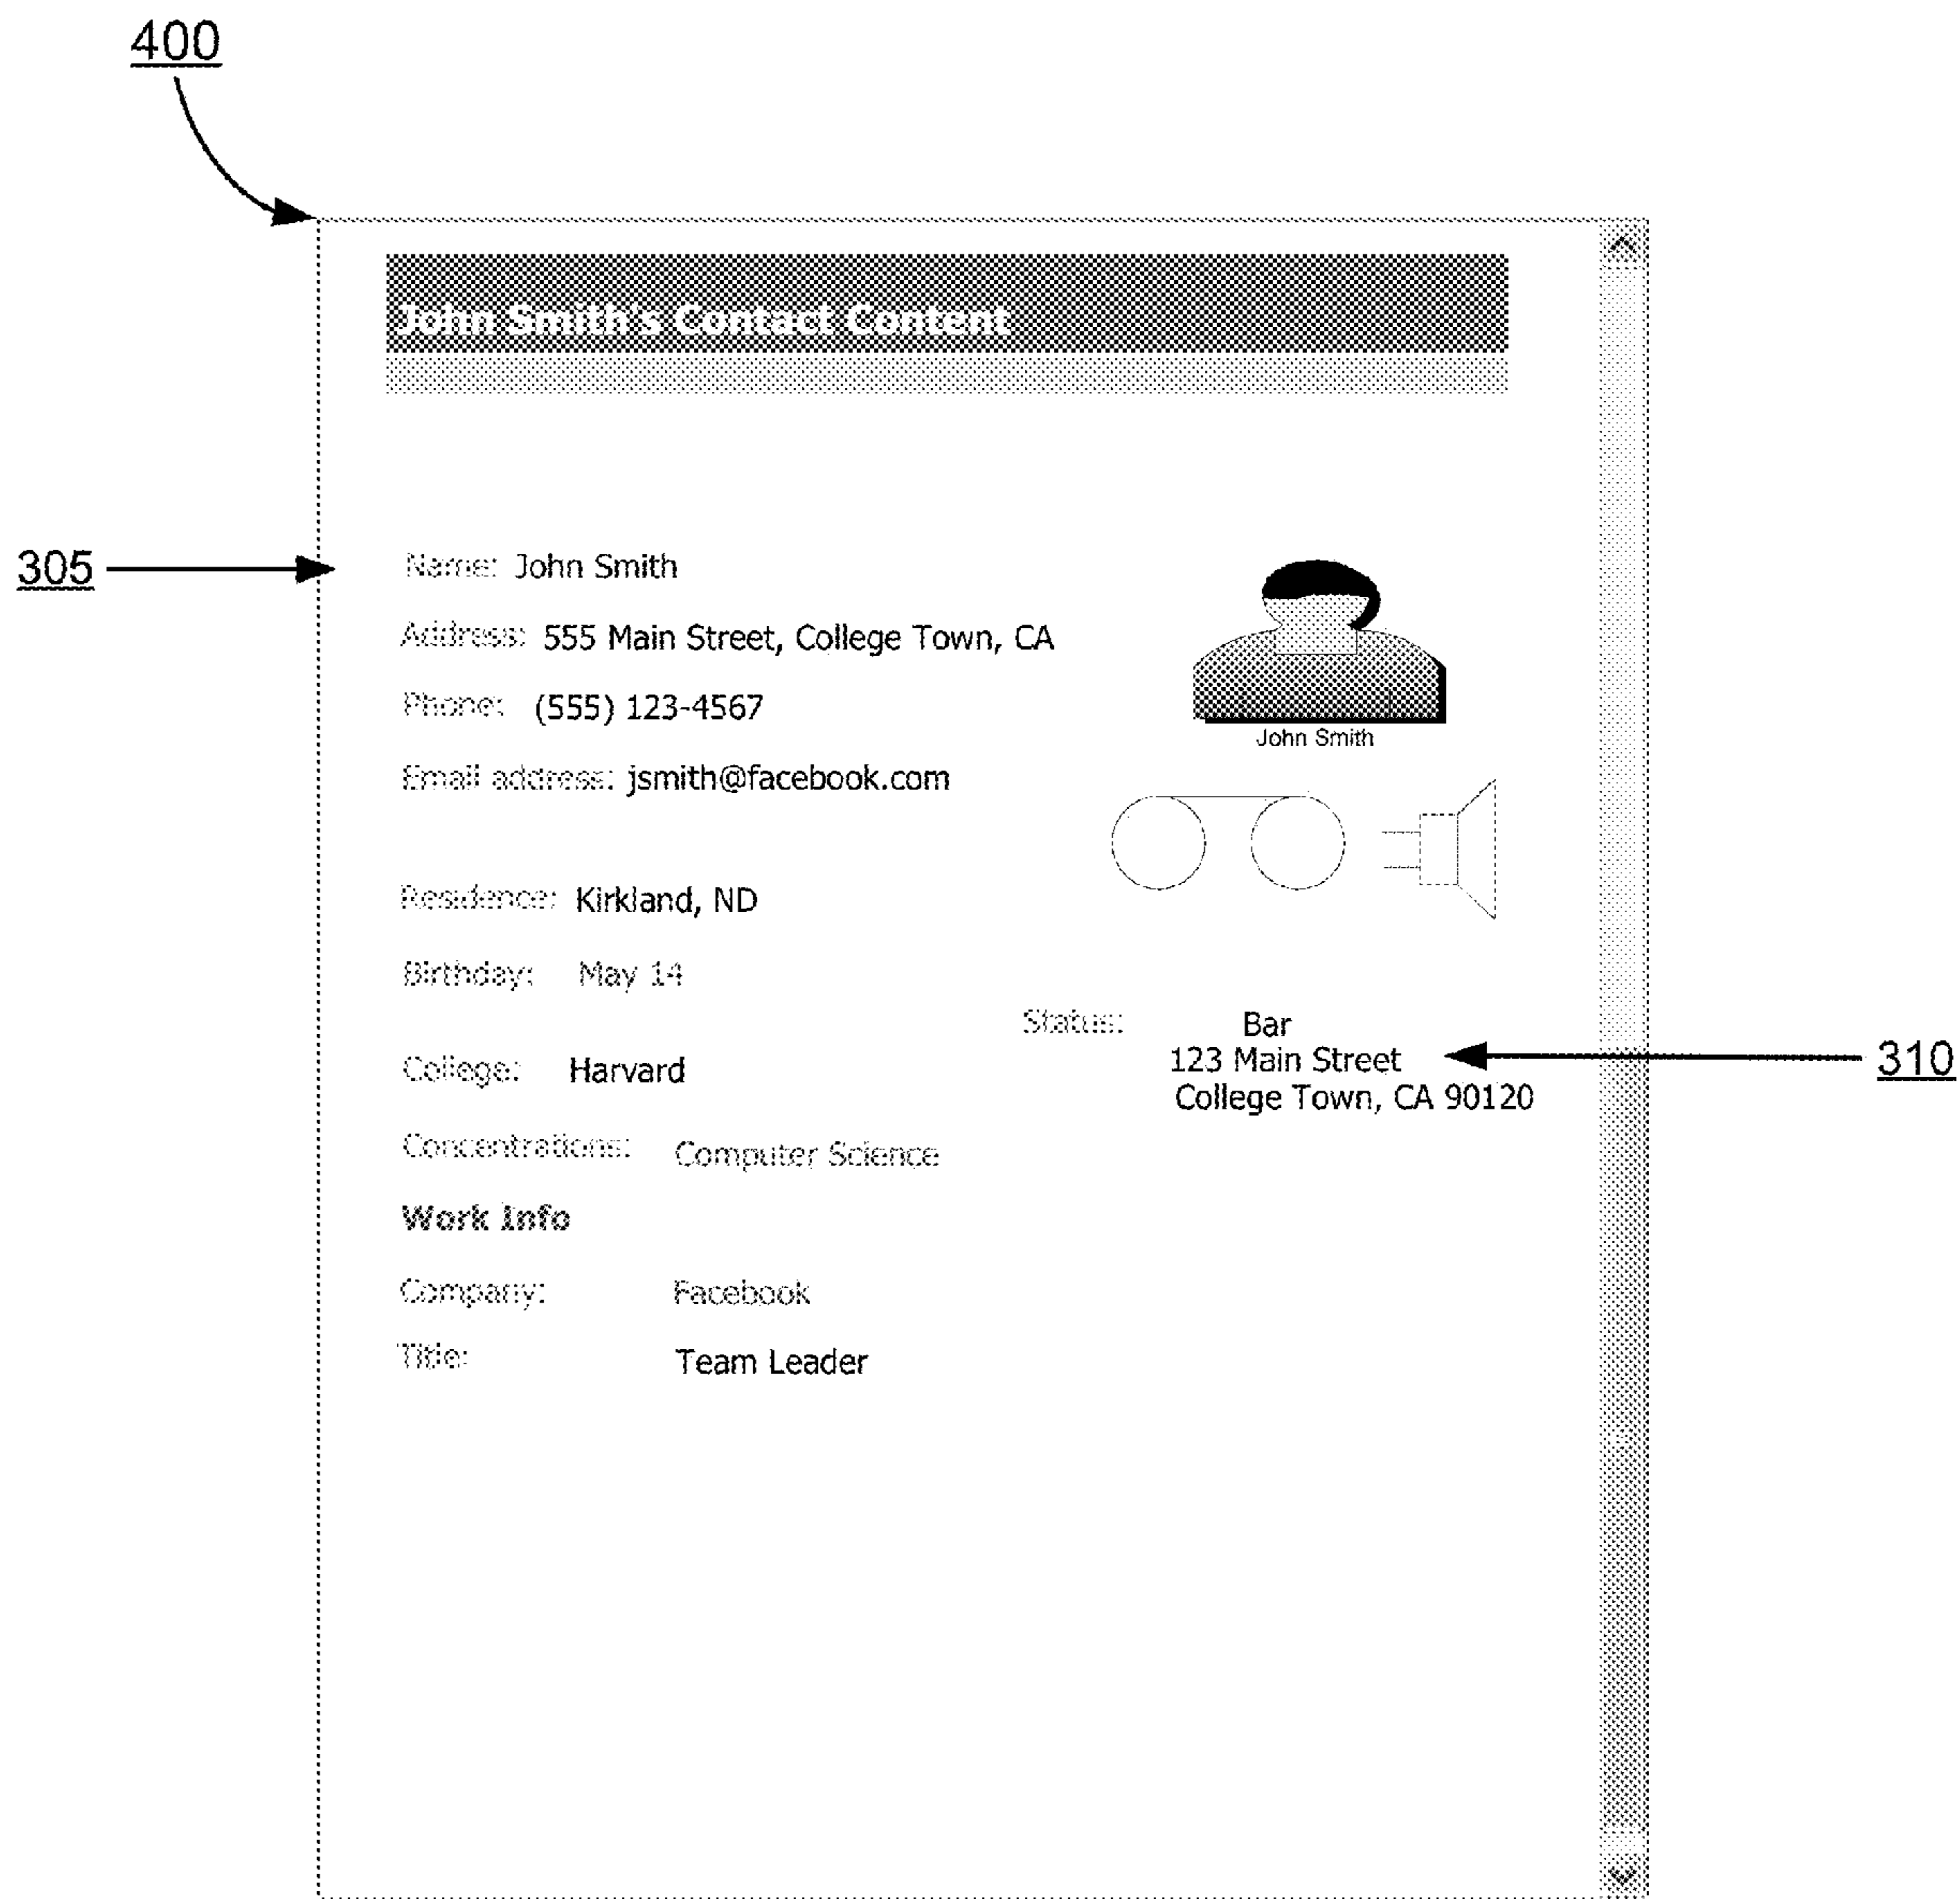 400
John Smith's Contact Content
305
Name: John Smith
Address: 555 Main Street, College Town, CA
Phone: (555) 123-4567
John Smith
Email address: jsmith@facebook.com
Residence: Kirkland, ND
Birthday: May 14
Status: Bar
123 Main Street
310
College Town, CA 90120
College: Harvard
Concentrations: Computer Science
Work Info
Company: Facebook
Title: Team Leader